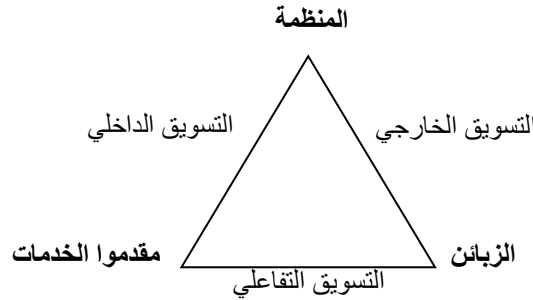 المنظمة
التسويق الخارجي
التسويق الداخلي
الزبائن
مقدموا الخدمات
التسويق التفاعلي